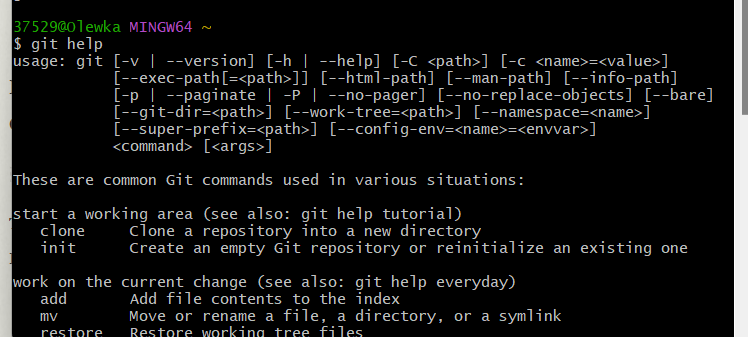 37529@Olewka MINGW64 ~
$ git help
usage: git [-v | --version] [-h | --help] [-C <path>] [-c <name>=<value>]
           [--exec-path[=<path>]] [--html-path] [--man-path] [--info-path]
           [-p | --paginate | -P | --no-pager] [--no-replace-objects] [--bare]
           [--git-dir=<path>] [--work-tree=<path>] [--namespace=<name>]
           [--super-prefix=<path>] [--config-env=<name>=<envvar>]
           <command> [<args>]

These are common Git commands used in various situations:

start a working area (see also: git help tutorial)
   clone     Clone a repository into a new directory
   init      Create an empty Git repository or reinitialize an existing one

work on the current change (see also: git help everyday)
   add       Add file contents to the index
   mv        Move or rename a file, a directory, or a symlink
   restore   Restore working tree files